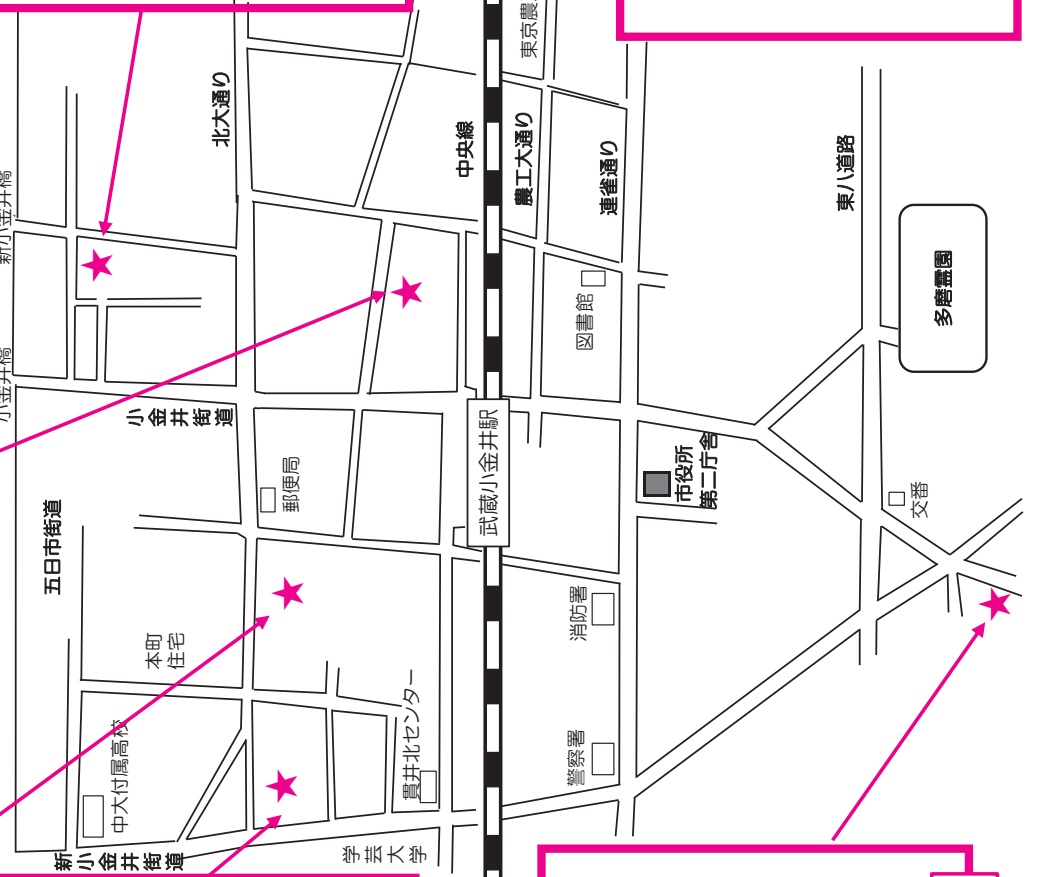 新小金井橋
小金井橋
五日市街道
新小金井街道
中大付属高校
本町
住宅
小金井街道
北大通り
郵便局
貫井北センター
学芸大学
中央線
武蔵小金井駅
東京農
農工大通り
連雀通り
図書館
市役所
第二庁舎
消防署
警察署
東八道路
多磨霊園
交番